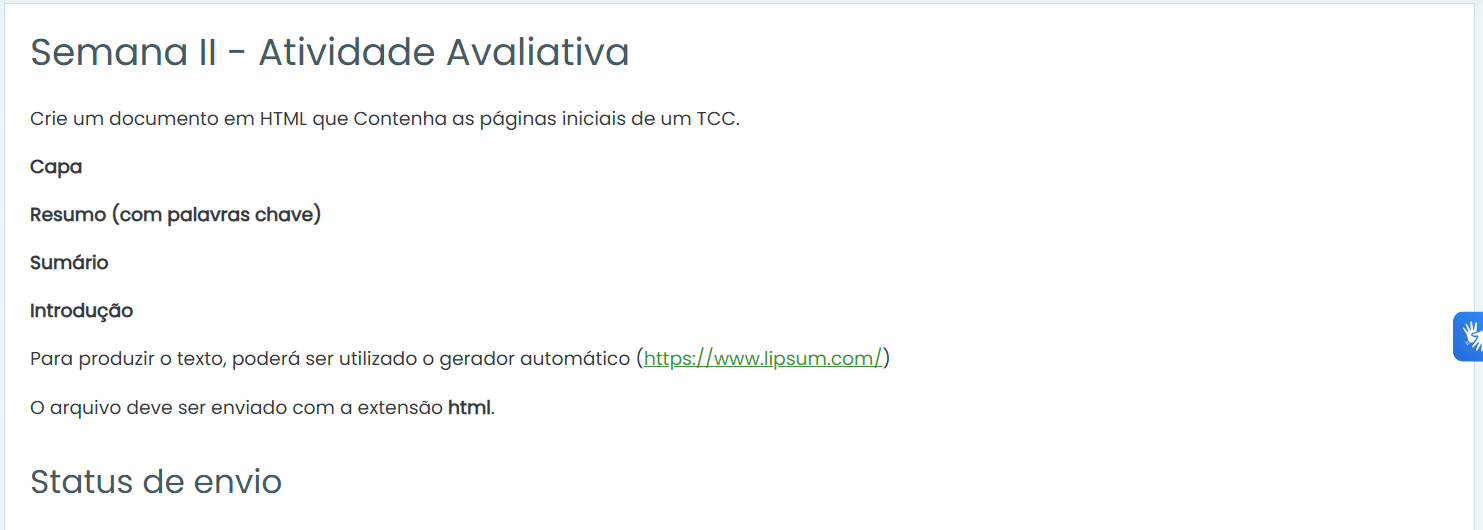 Semana II - Atividade Avaliativa
Crie um documento em HTML que Contenha as páginas iniciais de um TCC.
Capa
Resumo (com palavras chave)
Sumário
Introdução
Para produzir o texto, poderá ser utilizado o gerador automático (https://www.lipsum.com/)
O arquivo deve ser enviado com a extensão html.
Status de envio